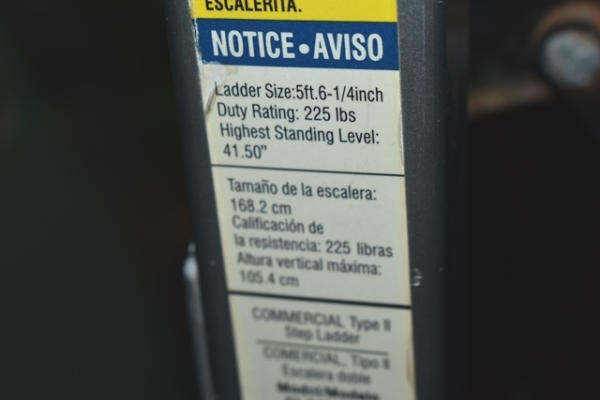 ESCALERITA.
NOTICE • AVISO
Ladder Size:5ft.6-1/4inch
Duty Rating: 225 lbs
Highest Standing Level:
41.50"
Tamaño de la escalera:
168.2 cm
Calificación de
la resistencia: 225 libras
Altura vertical máxima:
105.4 cm
COMMERCIAL Type II
Step Ladder
COMERCIAL, Tipo II
Escalera doble
Model/Modelo